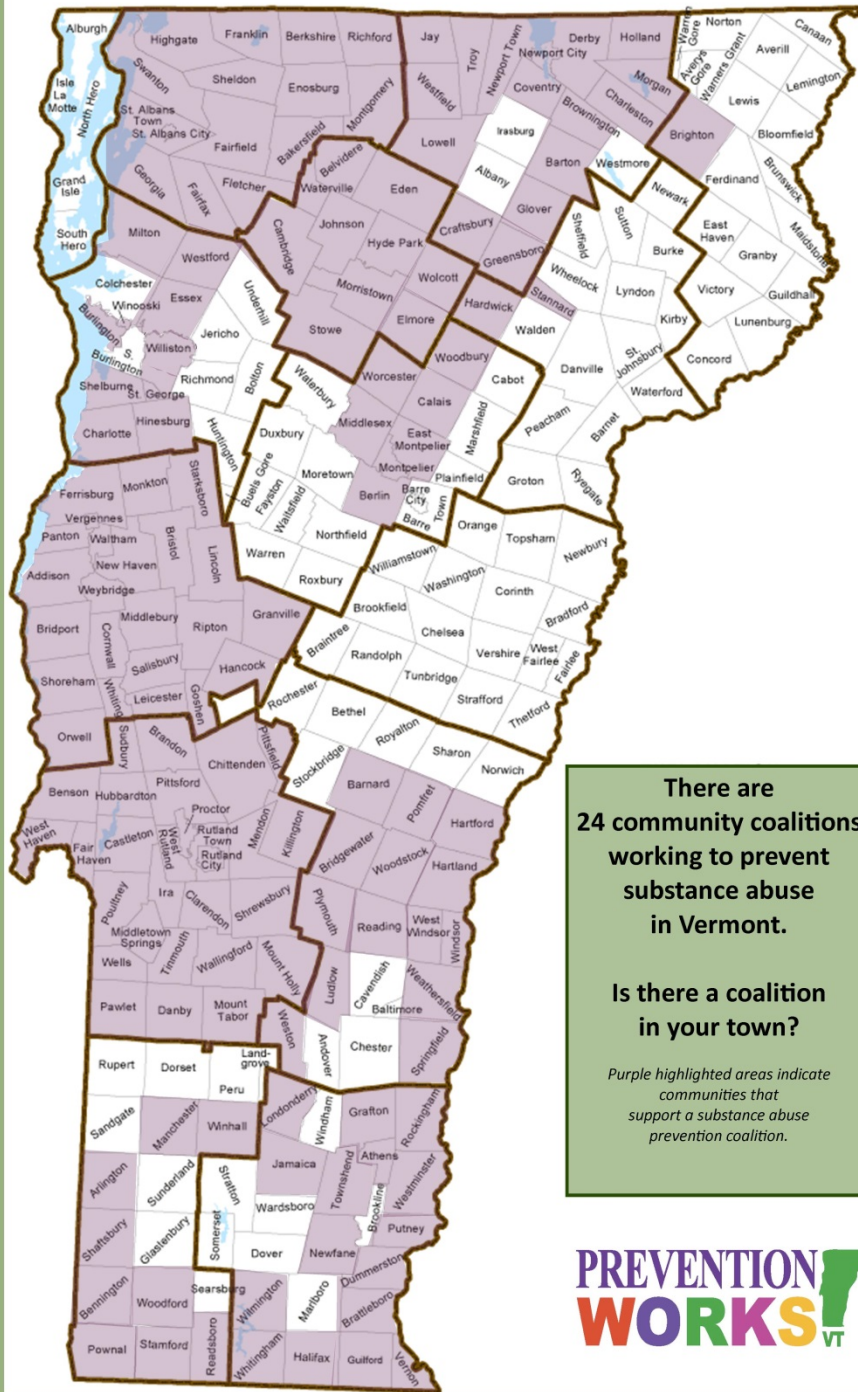 Alburgh
Isle
La
Motte
North Hero
Grand
Isle
South
Hero
Highgate
Franklin
Berkshire
Richford
Swanton
Sheldon
Enosburg
Montgomery
St. Albans
Town
St. Albans City
Fairfield
Bakersfield
Georgia
Fairfax
Fletcher
Jay
Troy
Newport Town
Newport City
Derby
Holland
Westfield
Coventry
Morgan
Charleston
Brownington
Lowell
Irasburg
Albany
Barton
Westmore
Glover
Craftsbury
Greensboro
Norton
Canaan
Warren
Gore
Averys
Gore
Warners Grant
Averill
Lemington
Lewis
Bloomfield
Brighton
Ferdinand
Brunswick
Maidstone
East
Haven
Granby
Victory
Guildhall
Lunenburg
Concord
Belvidere
Waterville
Eden
Cambridge
Johnson
Hyde Park
Morristown
Wolcott
Stowe
Elmore
Newark
Sutton
Sheffield
Burke
Wheelock
Lyndon
Kirby
Hardwick
Stannard
Walden
Danville
St.
Johnsbury
Waterford
Peacham
Barnet
Groton
Ryegate
Milton
Westford
Underhill
Colchester
Winooski
Essex
Jericho
Burlington
S.
Burlington
Williston
Richmond
Bolton
Shelburne
St. George
Charlotte
Hinesburg
Huntington
Buels Gore
Woodbury
Worcester
Cabot
Waterbury
Calais
Middlesex
East
Montpelier
Marshfield
Duxbury
Montpelier
Moretown
Plainfield
Berlin
Barre
City
Barre
Town
Fayston
Waitsfield
Northfield
Warren
Roxbury
Ferrisburg
Monkton
Starksboro
Vergennes
Panton
Waltham
Bristol
Lincoln
New Haven
Addison
Weybridge
Bridport
Middlebury
Ripton
Granville
Cornwall
Salisbury
Hancock
Shoreham
Whiting
Leicester
Goshen
Orwell
Orange
Topsham
Newbury
Williamstown
Washington
Corinth
Brookfield
Bradford
Chelsea
Braintree
Randolph
Vershire
West
Fairlee
Fairlee
Tunbridge
Strafford
Thetford
Rochester
Bethel
Royalton
Stockbridge
Sharon
Norwich
Barnard
Pomfret
Hartford
Bridgewater
Woodstock
Hartland
Plymouth
Reading
West
Windsor
Windsor
Ludlow
Cavendish
Weathersfield
Baltimore
Weston
Andover
Chester
Springfield
Sudbury
Brandon
Pittsfield
Chittenden
Pittsford
Benson
Hubbardton
Proctor
Rutland
Town
Mendon
Killington
West
Haven
Fair
Haven
Castleton
West
Rutland
Rutland
City
Ira
Clarendon
Shrewsbury
Poultney
Middletown
Springs
Tinmouth
Wallingford
Mount Holly
Wells
Pawlet
Danby
Mount
Tabor
Rupert
Dorset
Land-
grove
Peru
Sandgate
Manchester
Winhall
Arlington
Sunderland
Shaftsbury
Glastenbury
Bennington
Woodford
Searsburg
Pownal
Stamford
Readsboro
Londonderry
Windham
Grafton
Rockingham
Jamaica
Athens
Townshend
Westminster
Stratton
Wardsboro
Brookline
Somerset
Putney
Dover
Newfane
Dummerston
Wilmington
Marlboro
Brattleboro
Whitingham
Halifax
Guilford
Vernon
There are
24 community coalitions
working to prevent
substance abuse
in Vermont.
Is there a coalition
in your town?
Purple highlighted areas indicate
communities that
support a substance abuse
prevention coalition.
PREVENTION
WORKS!
VT